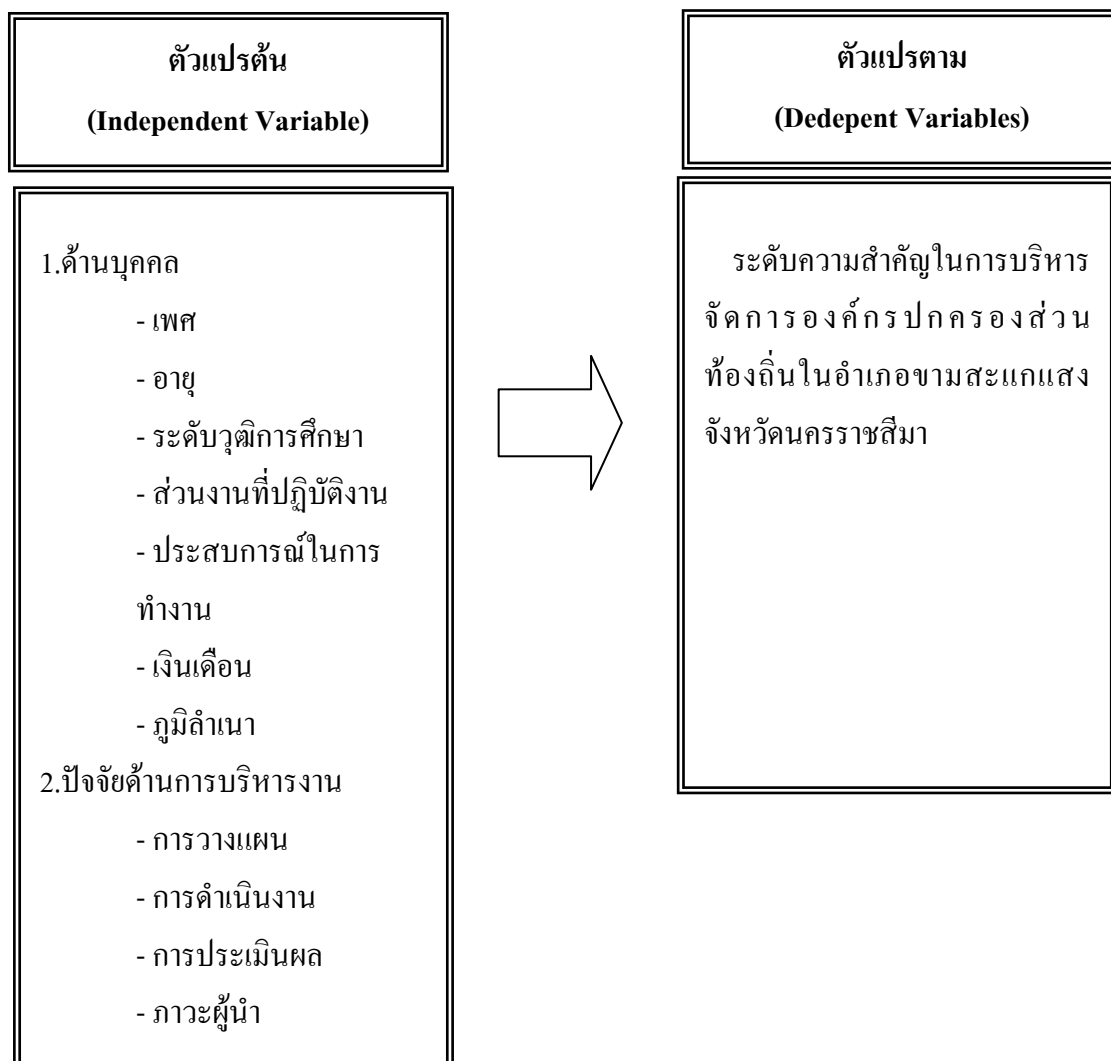 ตัวแปรต้น
(Independent Variable)
1.ด้านบุคคล
- เพศ
- อายุ
- ระดับวุฒิการศึกษา
- ส่วนงานที่ปฏิบัติงาน
- ประสบการณ์ในการ
ทำงาน
- เงินเดือน
- ภูมิลำเนา
2.ปัจจัยด้านการบริหารงาน
- การวางแผน
- การดำเนินงาน
- การประเมินผล
- ภาวะผู้นำ
ตัวแปรตาม
(Dedepent Variables)
ระดับความสำคัญในการบริหาร
จัดการองค์กรปกครองส่วน
ท้องถิ่นในอำเภอขามสะแกแสง
จังหวัดนครราชสีมา